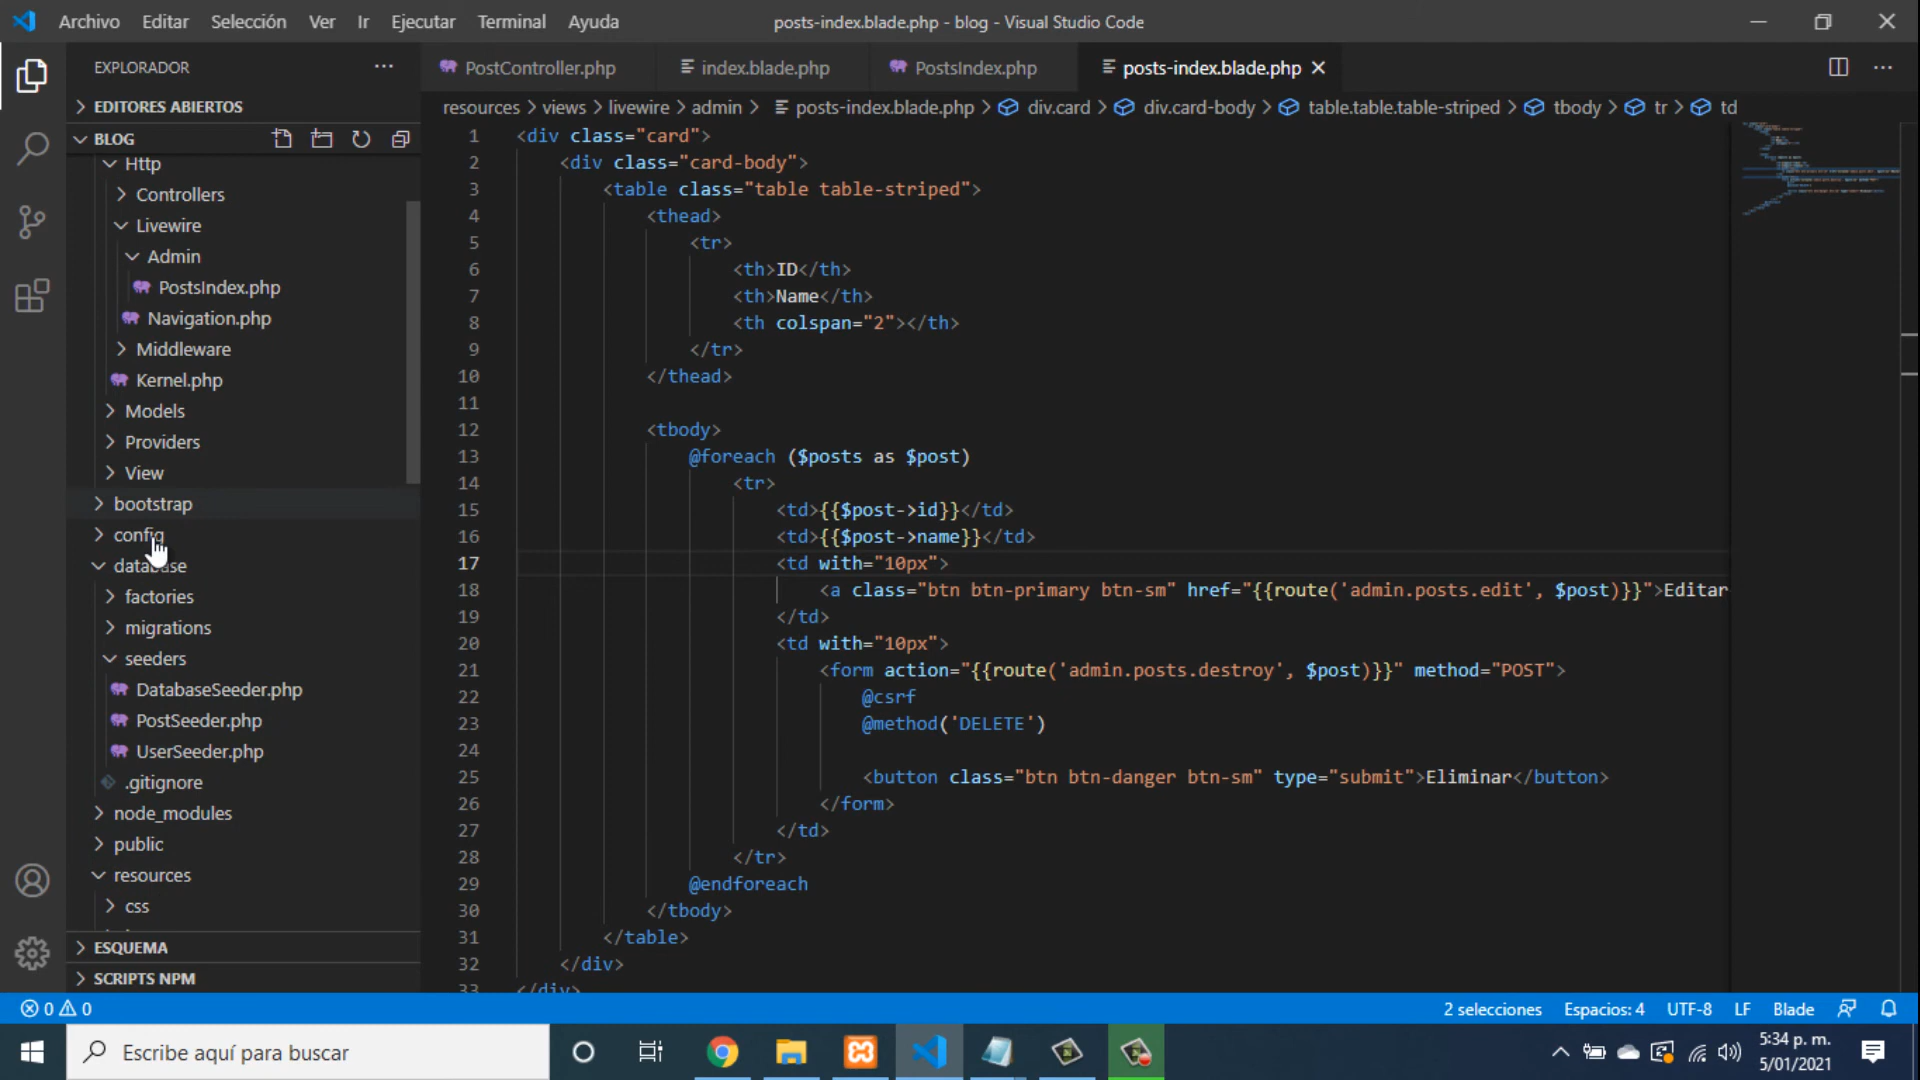 Archivo Editar Selección Ver Ir Ejecutar Terminal Ayuda
posts-index.blade.php - blog - Visual Studio Code
EXPLORADOR
EDITORES ABIERTOS
BLOG
Http
Controllers
Livewire
Admin
PostsIndex.php
Navigation.php
Middleware
Kernel.php
Models
Providers
View
bootstrap
config
database
factories
migrations
seeders
DatabaseSeeder.php
PostSeeder.php
UserSeeder.php
.gitignore
node_modules
public
resources
css
ESQUEMA
SCRIPTS NPM
PostController.php index.blade.php PostsIndex.php posts-index.blade.php
resources > views > livewire > admin > posts-index.blade.php > div.card > div.card-body > table.table.table-striped > tbody > tr > td
1 <div class="card">
2 <div class="card-body">
3 <table class="table table-striped">
4 <thead>
5 <tr>
6 <th>ID</th>
7 <th>Name</th>
8 <th colspan="2"></th>
9 </tr>
10 </thead>
11
12 <tbody>
13 @foreach ($posts as $post)
14 <tr>
15 <td>{{$post->id}}</td>
16 <td>{{$post->name}}</td>
17 <td with="10px">
18 <a class="btn btn-primary btn-sm" href="{{route('admin.posts.edit', $post)}}">Editar
19 </td>
20 <td with="10px">
21 <form action="{{route('admin.posts.destroy', $post)}}" method="POST">
22 @csrf
23 @method('DELETE')
24
25 <button class="btn btn-danger btn-sm" type="submit">Eliminar</button>
26 </form>
27 </td>
28 </tr>
29 @endforeach
30 </tbody>
31 </table>
32 </div>
33 </div>
0 0
2 selecciones Espacios: 4 UTF-8 LF Blade
Escribe aquí para buscar
5:34 p. m.
5/01/2021